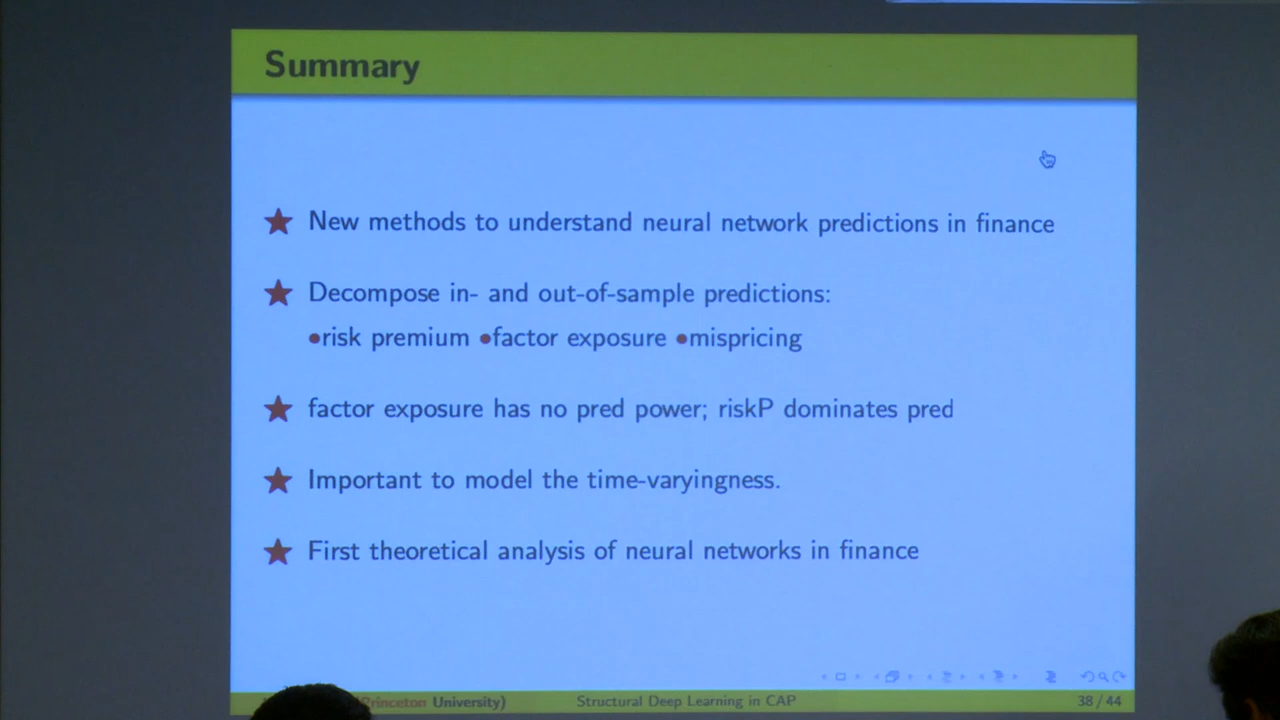 Summary
★ New methods to understand neural network predictions in finance
★ Decompose in- and out-of-sample predictions:
•risk premium •factor exposure •mispricing
★ factor exposure has no pred power; riskP dominates pred
★ Important to model the time-varyingness.
★ First theoretical analysis of neural networks in finance
Princeton University) Structural Deep Learning in CAP 38 / 44